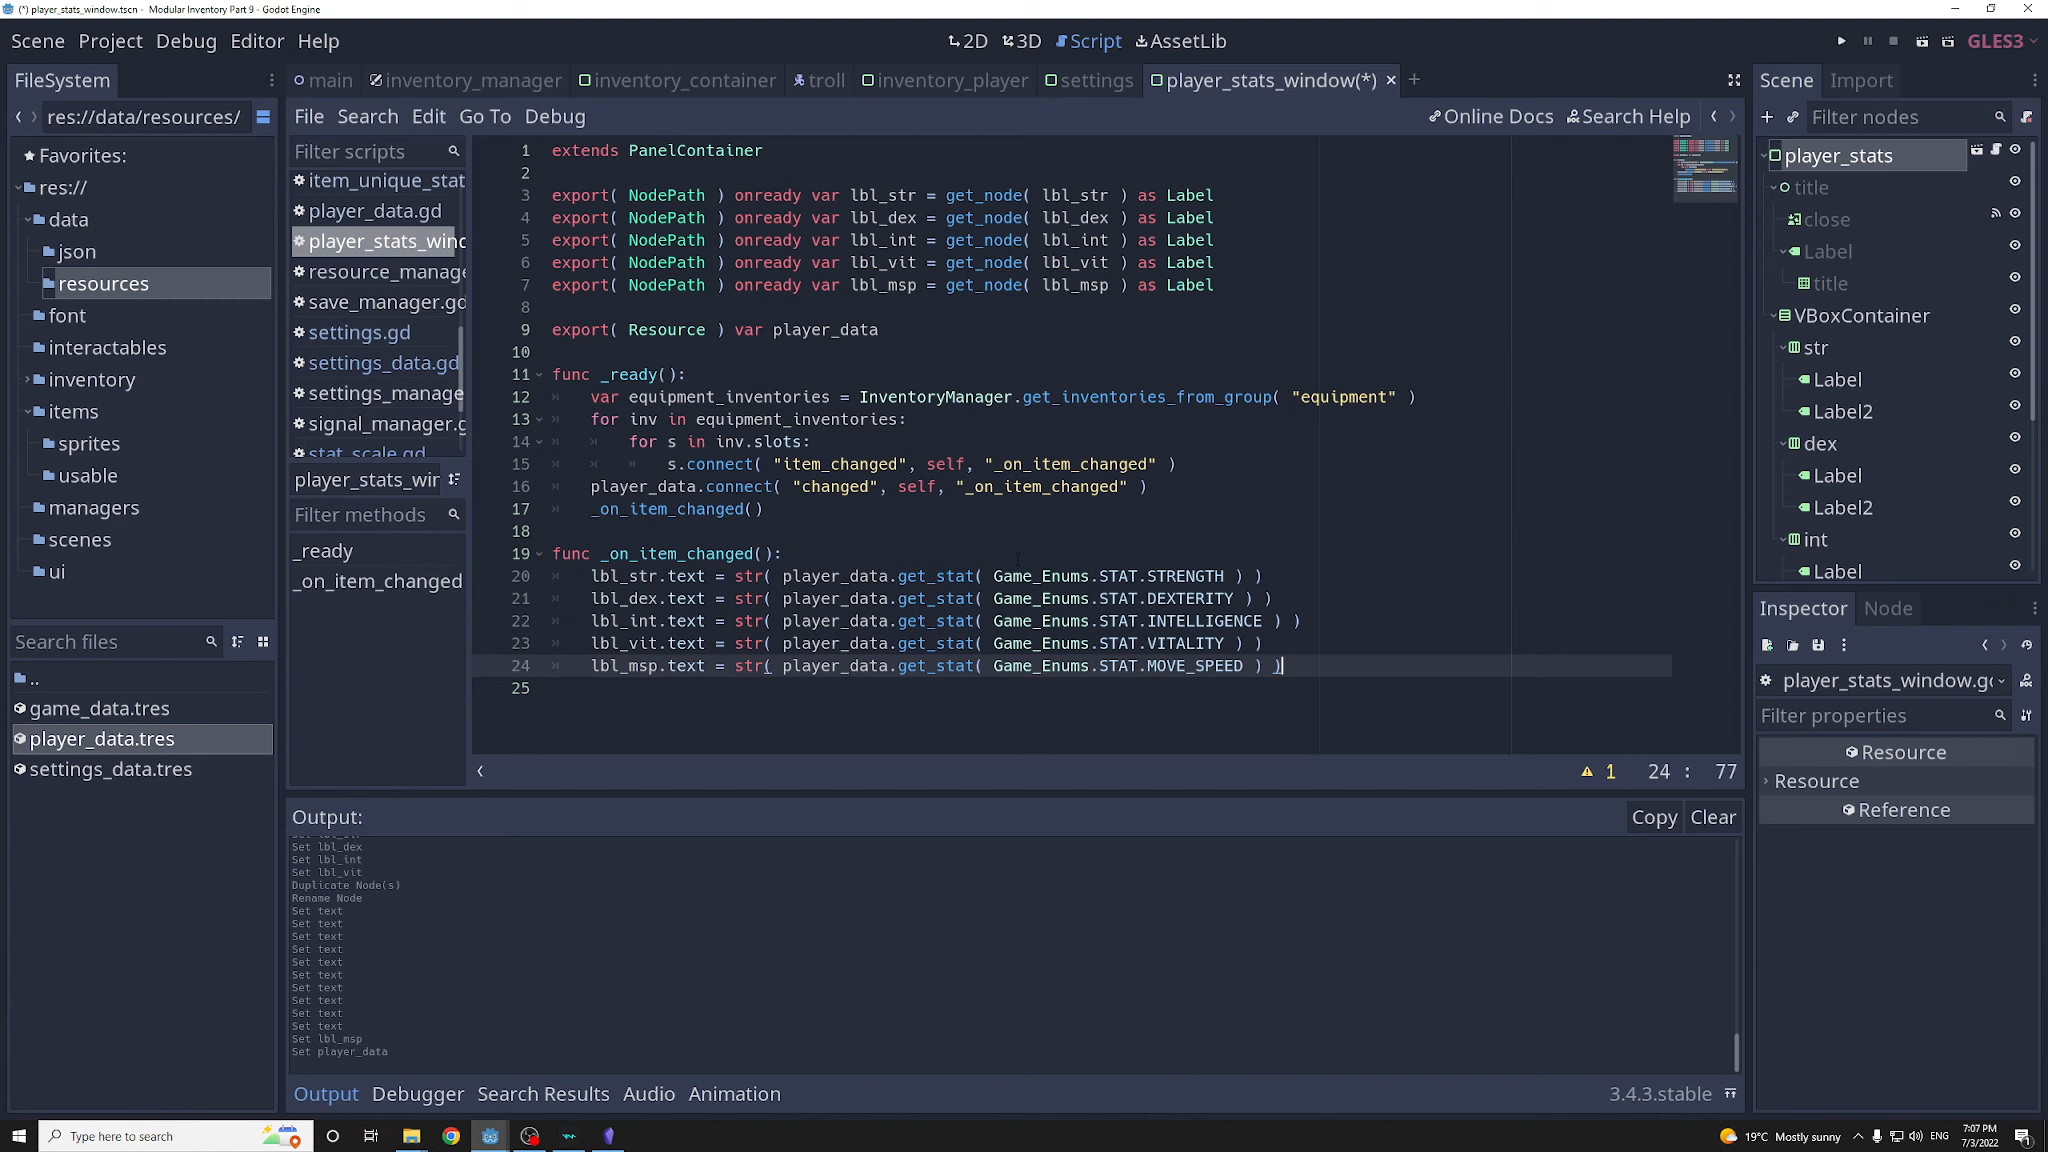 (*) player_stats_window.tscn - Modular Inventory Part 9 - Godot Engine
Scene Project Debug Editor Help
2D 3D Script AssetLib
GLES3
FileSystem
main inventory_manager inventory_container troll inventory_player settings player_stats_window(*)
Scene Import
res://data/resources/
File Search Edit Go To Debug
Online Docs Search Help
Filter nodes
Favorites:
res://
data
json
resources
font
interactables
inventory
items
sprites
usable
managers
scenes
ui
Search files
..
game_data.tres
player_data.tres
settings_data.tres
Filter scripts
item_unique_stat
player_data.gd
player_stats_wind
resource_manage
save_manager.gd
settings.gd
settings_data.gd
settings_manage
signal_manager.g
stat_scale.gd
player_stats_win
Filter methods
_ready
_on_item_changed
1 extends PanelContainer
2
3 export( NodePath ) onready var lbl_str = get_node( lbl_str ) as Label
4 export( NodePath ) onready var lbl_dex = get_node( lbl_dex ) as Label
5 export( NodePath ) onready var lbl_int = get_node( lbl_int ) as Label
6 export( NodePath ) onready var lbl_vit = get_node( lbl_vit ) as Label
7 export( NodePath ) onready var lbl_msp = get_node( lbl_msp ) as Label
8
9 export( Resource ) var player_data
10
11 func _ready():
12 var equipment_inventories = InventoryManager.get_inventories_from_group( "equipment" )
13 for inv in equipment_inventories:
14 for s in inv.slots:
15 s.connect( "item_changed", self, "_on_item_changed" )
16 player_data.connect( "changed", self, "_on_item_changed" )
17 _on_item_changed()
18
19 func _on_item_changed():
20 lbl_str.text = str( player_data.get_stat( Game_Enums.STAT.STRENGTH ) )
21 lbl_dex.text = str( player_data.get_stat( Game_Enums.STAT.DEXTERITY ) )
22 lbl_int.text = str( player_data.get_stat( Game_Enums.STAT.INTELLIGENCE ) )
23 lbl_vit.text = str( player_data.get_stat( Game_Enums.STAT.VITALITY ) )
24 lbl_msp.text = str( player_data.get_stat( Game_Enums.STAT.MOVE_SPEED ) )
25
1 24 : 77
Output:
Copy Clear
Set lbl_str
Set lbl_dex
Set lbl_int
Set lbl_vit
Duplicate Node(s)
Rename Node
Set text
Set text
Set text
Set text
Set text
Set text
Set text
Set text
Set text
Set text
Set lbl_msp
Set player_data
Output Debugger Search Results Audio Animation
3.4.3.stable
player_stats
title
close
Label
title
VBoxContainer
str
Label
Label2
dex
Label
Label2
int
Label
Inspector Node
player_stats_window.gd
Filter properties
Resource
Resource
Reference
Type here to search
19°C Mostly sunny
ENG
7:07 PM
7/3/2022